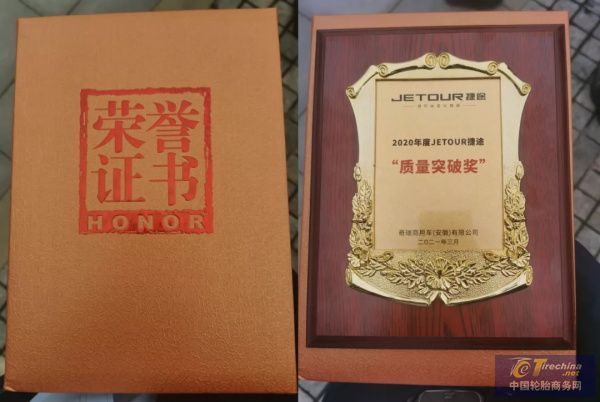 荣誉
证书
HONOR
JETOUR捷途
2020年度JETOUR捷途
“质量突破奖”
奇瑞商用车(安徽)有限公司
二〇二一年三月
Tirechina
.net
中国轮胎商务网